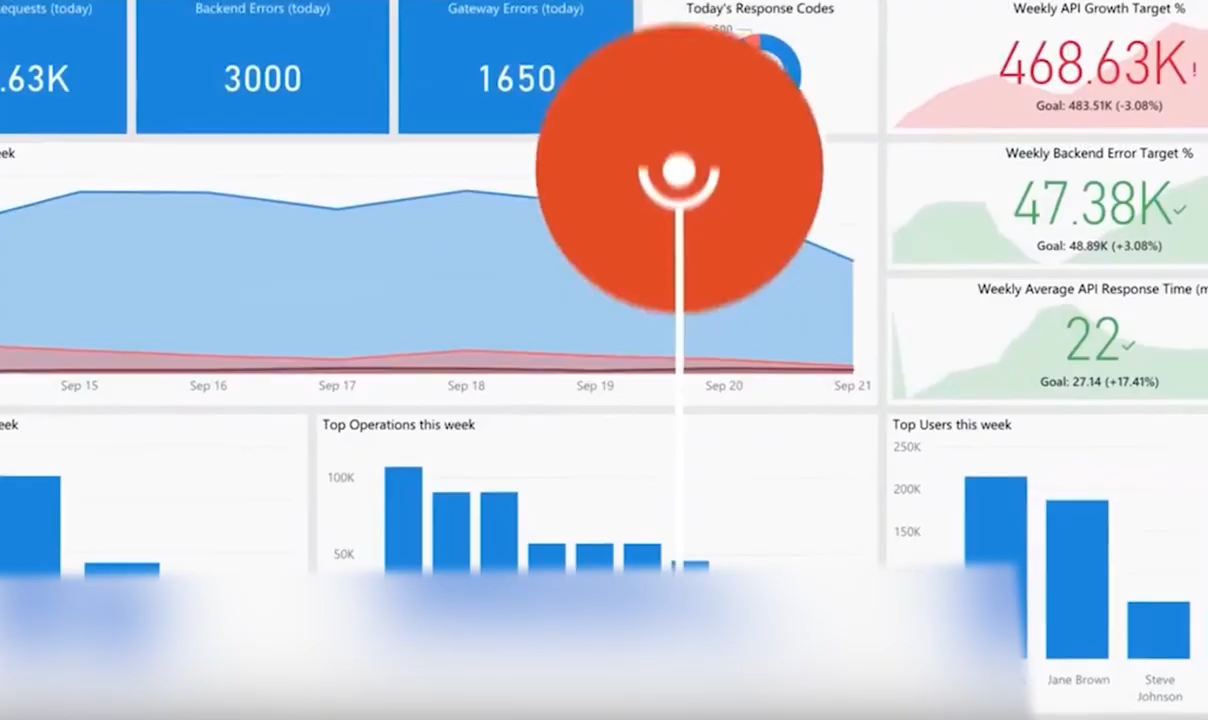 equests (today)
Backend Errors (today)
Gateway Errors (today)
Today's Response Codes
Weekly API Growth Target %
.63K
3000
1650
468.63K!
Goal: 483.51K (-3.08%)
eek
Weekly Backend Error Target %
47.38K
Goal: 48.89K (+3.08%)
Weekly Average API Response Time (m
22
Goal: 27.14 (+17.41%)
Sep 15
Sep 16
Sep 17
Sep 18
Sep 19
Sep 20
Sep 21
eek
Top Operations this week
100K
50K
Top Users this week
250K
200K
150K
Jane Brown
Steve
Johnson